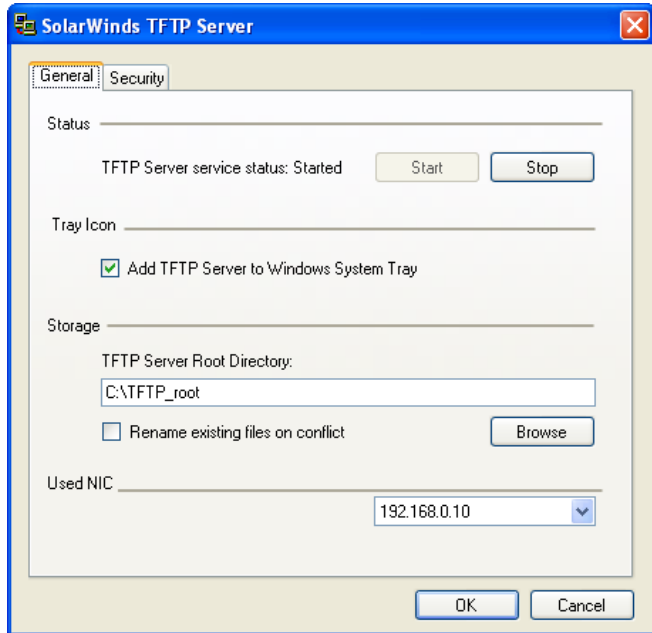 SolarWinds TFTP Server
General Security
Status
TFTP Server service status: Started Start Stop
Tray Icon
Add TFTP Server to Windows System Tray
Storage
TFTP Server Root Directory:
C:\TFTP_root
Rename existing files on conflict Browse
Used NIC
192.168.0.10
OK Cancel